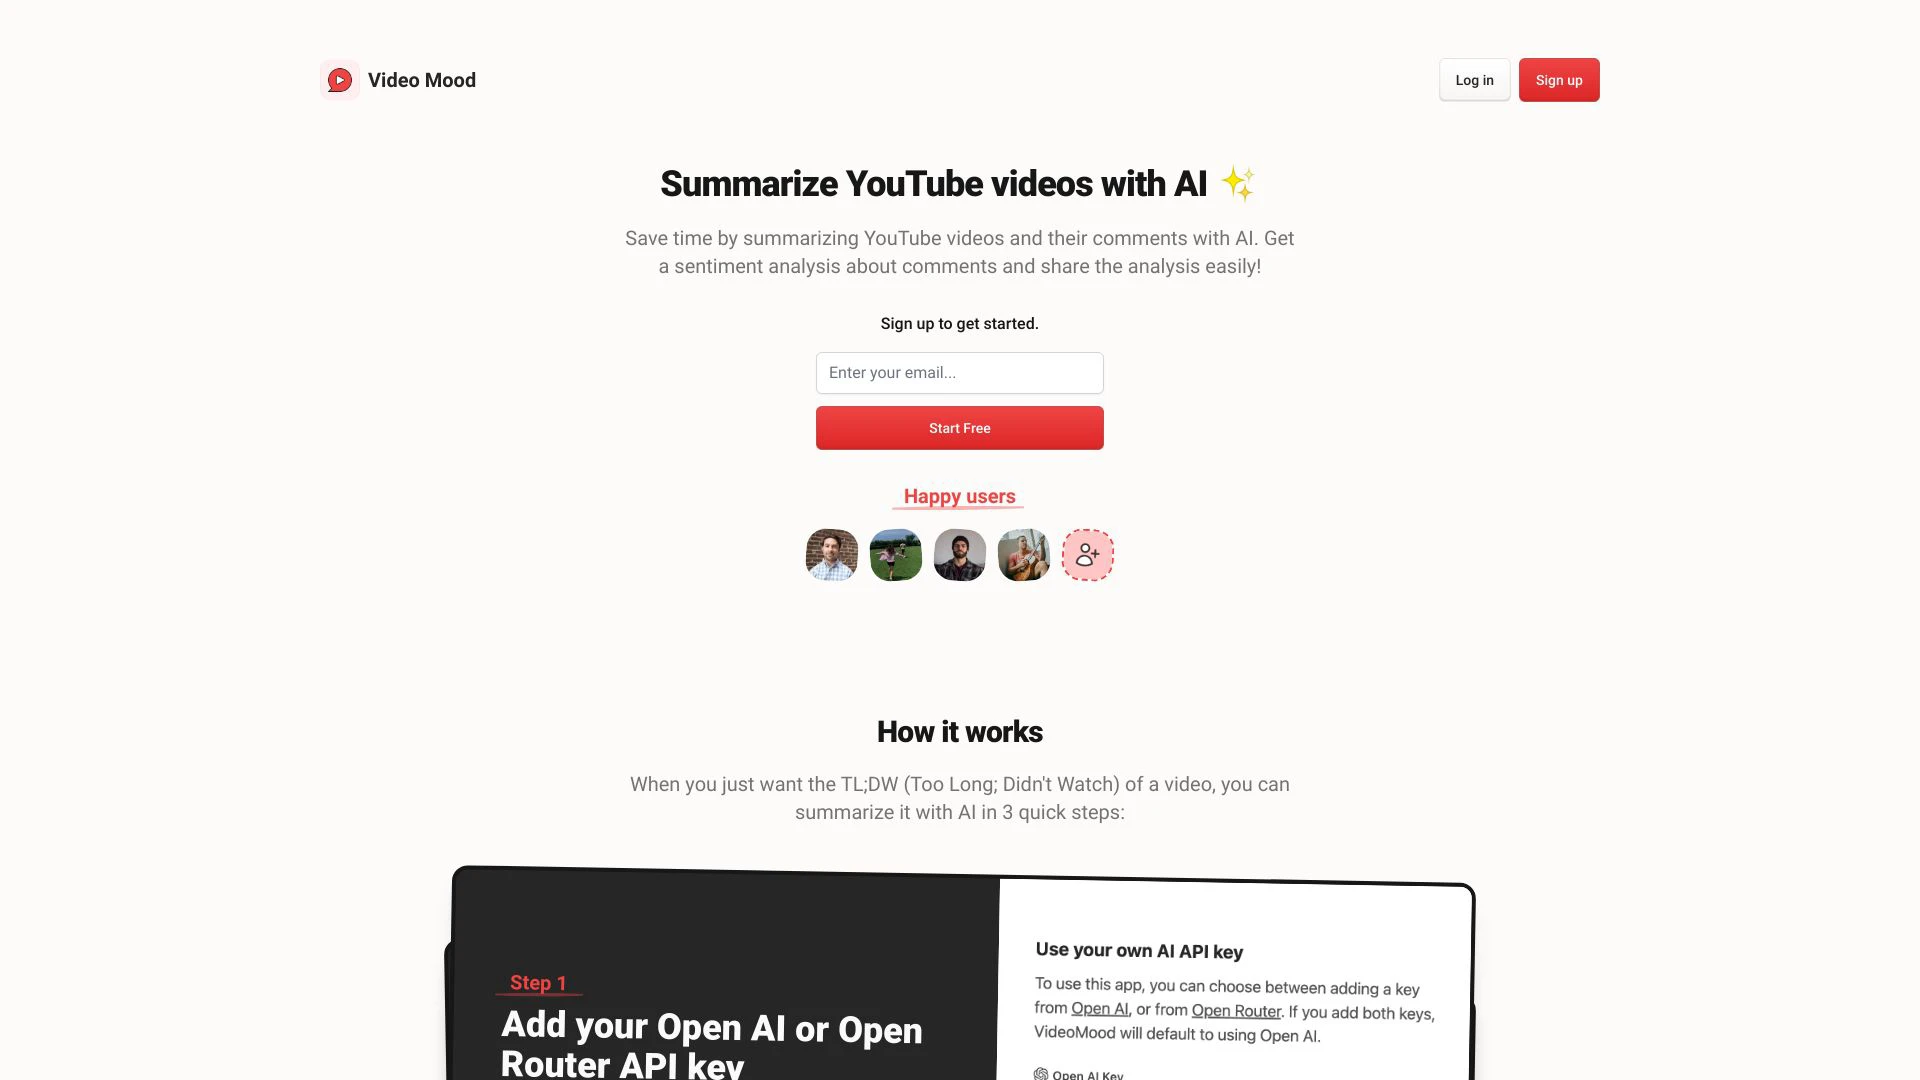 Video Mood
Log in
Sign up
Summarize YouTube videos with AI ✨
Save time by summarizing YouTube videos and their comments with AI. Get
a sentiment analysis about comments and share the analysis easily!
Sign up to get started.
Enter your email...
Start Free
Happy users
How it works
When you just want the TL;DW (Too Long; Didn't Watch) of a video, you can
summarize it with AI in 3 quick steps:
Step 1
Add your Open AI or Open
Router API key
Use your own AI API key
To use this app, you can choose between adding a key
from Open AI, or from Open Router. If you add both keys,
VideoMood will default to using Open AI.
Open AI Key